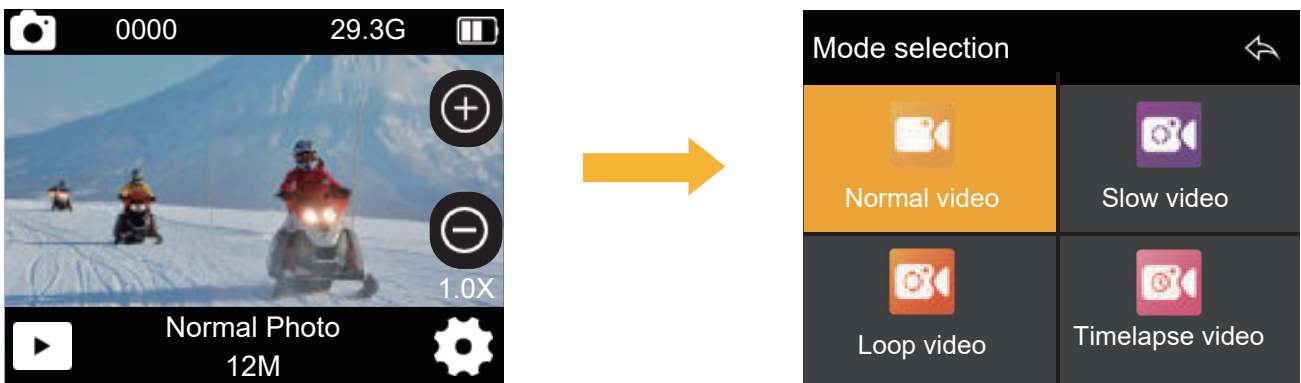 0000 29.3G
1.0X
Normal Photo
12M
Mode selection
Normal video Slow video
Loop video Timelapse video